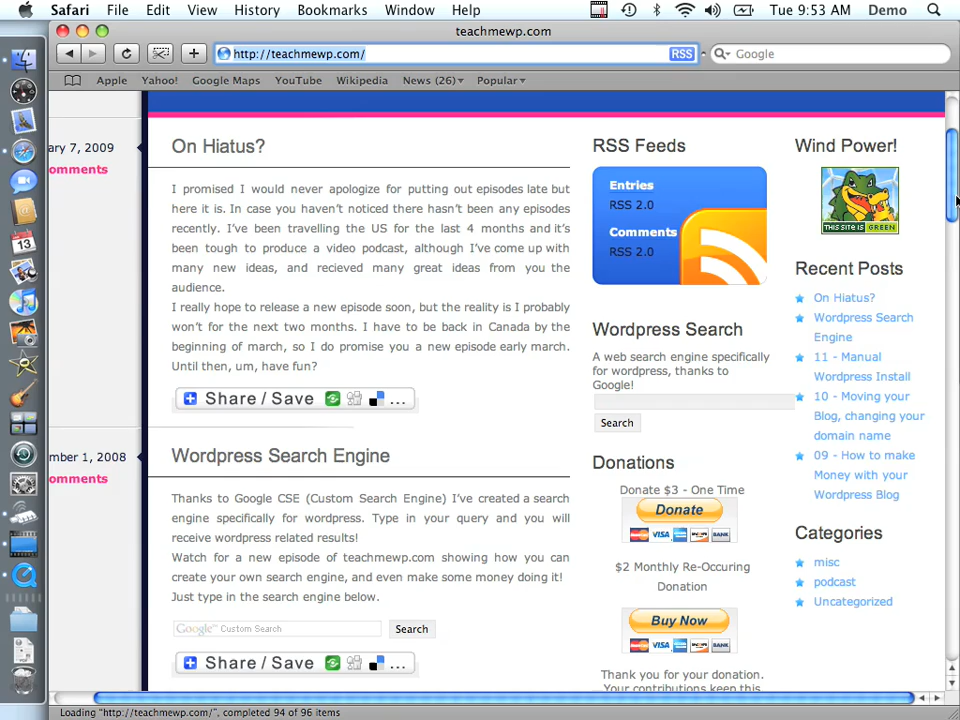 Safari File Edit View History Bookmarks Window Help Tue 9:53 AM Demo
teachmewp.com
http://teachmewp.com/ RSS Google
Apple Yahoo! Google Maps YouTube Wikipedia News (26) Popular
ary 7, 2009
omments
On Hiatus?
I promised I would never apologize for putting out episodes late but
here it is. In case you haven't noticed there hasn't been any episodes
recently. I've been travelling the US for the last 4 months and it's
been tough to produce a video podcast, although I've come up with
many new ideas, and recieved many great ideas from you the
audience.
I really hope to release a new episode soon, but the reality is I probably
won't for the next two months. I have to be back in Canada by the
beginning of march, so I do promise you a new episode early march.
Until then, um, have fun?
Share / Save ...
mber 1, 2008
omments
Wordpress Search Engine
Thanks to Google CSE (Custom Search Engine) I've created a search
engine specifically for wordpress. Type in your query and you will
receive wordpress related results!
Watch for a new episode of teachmewp.com showing how you can
create your own search engine, and even make some money doing it!
Just type in the search engine below.
Google™ Custom Search Search
Share / Save ...
RSS Feeds
Entries
RSS 2.0
Comments
RSS 2.0
Wordpress Search
A web search engine specifically
for wordpress, thanks to
Google!
Search
Donations
Donate $3 - One Time
Donate
VISA BANK
$2 Monthly Re-Occuring
Donation
Buy Now
VISA BANK
Thank you for your donation.
Your contributions keep this
Wind Power!
THIS SITE IS GREEN
Recent Posts
On Hiatus?
Wordpress Search
Engine
11 - Manual
Wordpress Install
10 - Moving your
Blog, changing your
domain name
09 - How to make
Money with your
Wordpress Blog
Categories
misc
podcast
Uncategorized
13
Loading "http://teachmewp.com/", completed 94 of 96 items